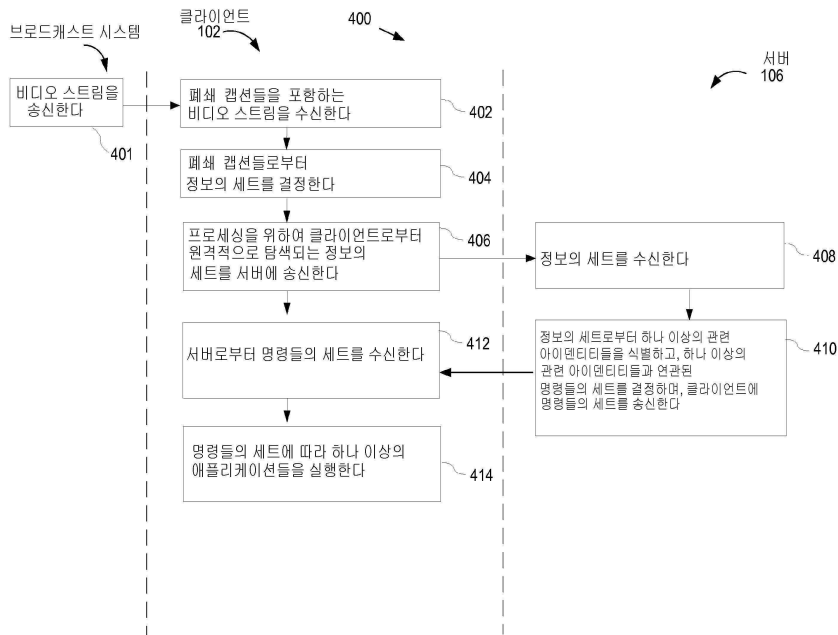 브로드캐스트 시스템
클라이언트
102
400
서버
106
비디오 스트림을
송신한다
401
폐쇄 캡션들을 포함하는
비디오 스트림을 수신한다
402
폐쇄 캡션들로부터
정보의 세트를 결정한다
404
프로세싱을 위하여 클라이언트로부터
원격적으로 탐색되는 정보의
세트를 서버에 송신한다
406
정보의 세트를 수신한다
408
서버로부터 명령들의 세트를 수신한다
412
정보의 세트로부터 하나 이상의 관련
아이덴티티들을 식별하고, 하나 이상의
관련 아이덴티티들과 연관된
명령들의 세트를 결정하며, 클라이언트에
명령들의 세트를 송신한다
410
명령들의 세트에 따라 하나 이상의
애플리케이션들을 실행한다
414